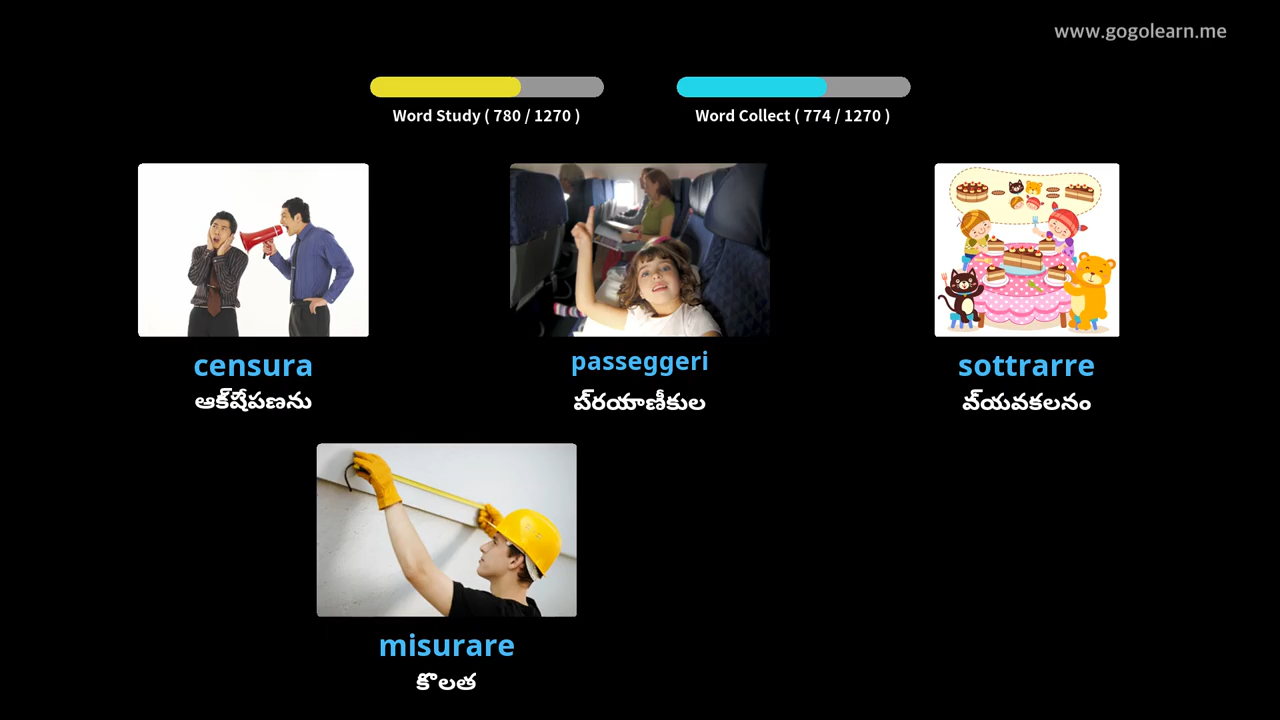 www.gogolearn.me
Word Study ( 780 / 1270 )
Word Collect ( 774 / 1270 )
censura
ఆక్షేపణను
passeggeri
ప్రయాణీకుల
sottrarre
వ్యవకలనం
misurare
కొలత